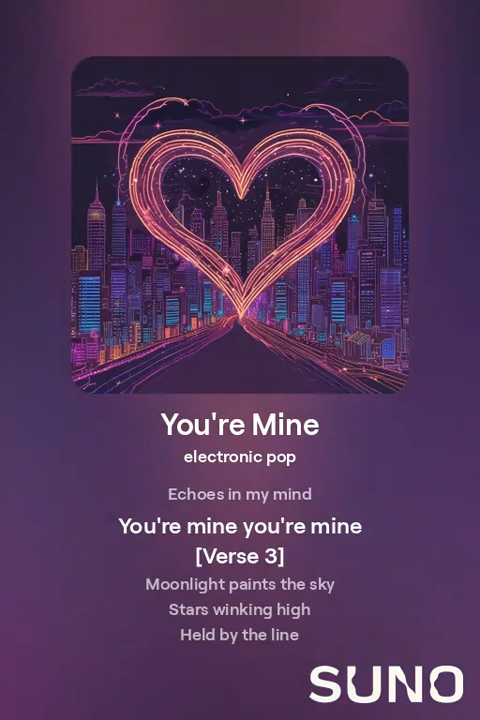 You're Mine
electronic pop
Echoes in my mind
You're mine you're mine
[Verse 3]
Moonlight paints the sky
Stars winking high
Held by the line
SUNO